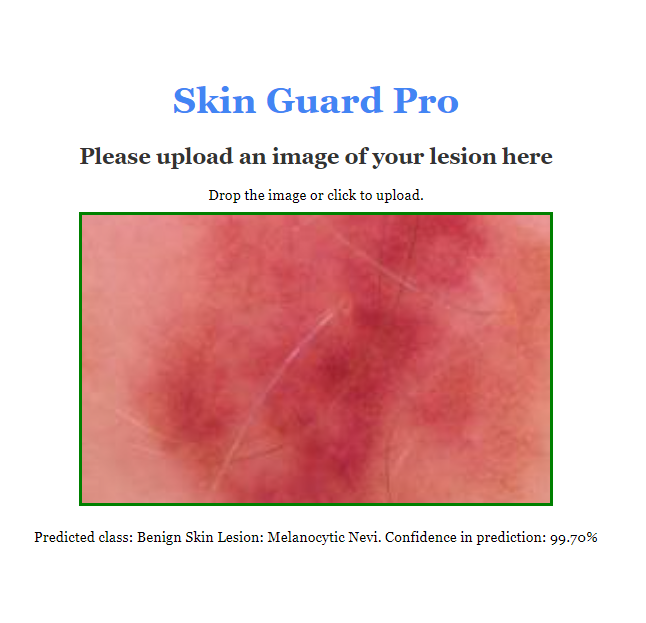 Skin Guard Pro
Please upload an image of your lesion here
Drop the image or click to upload.
Predicted class: Benign Skin Lesion: Melanocytic Nevi. Confidence in prediction: 99.70%